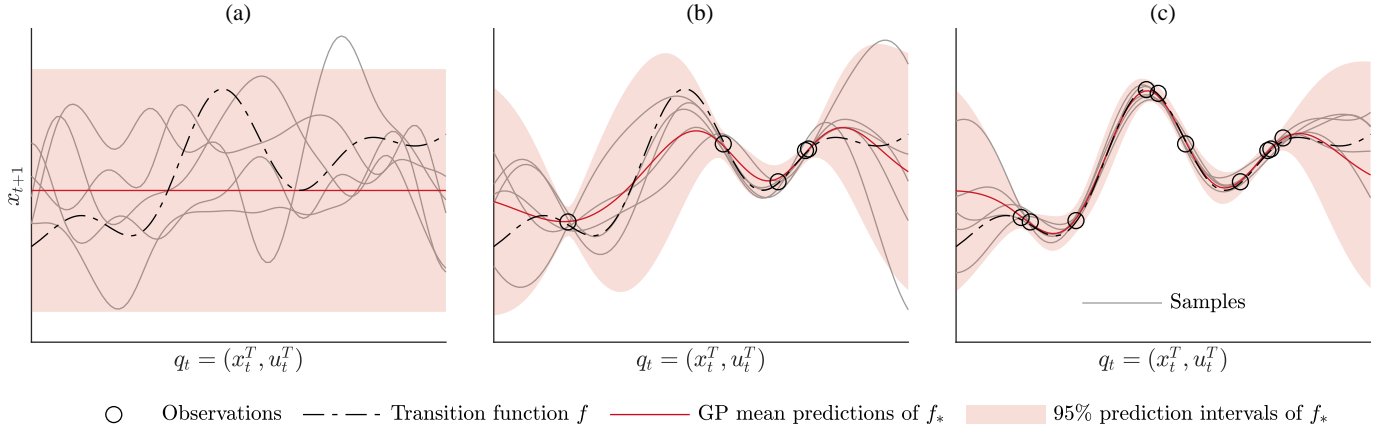 (a) (b) (c)
x_{t+1}
Samples
q_t = (x_t^T, u_t^T) q_t = (x_t^T, u_t^T) q_t = (x_t^T, u_t^T)
Observations Transition function f GP mean predictions of f_* 95% prediction intervals of f_*